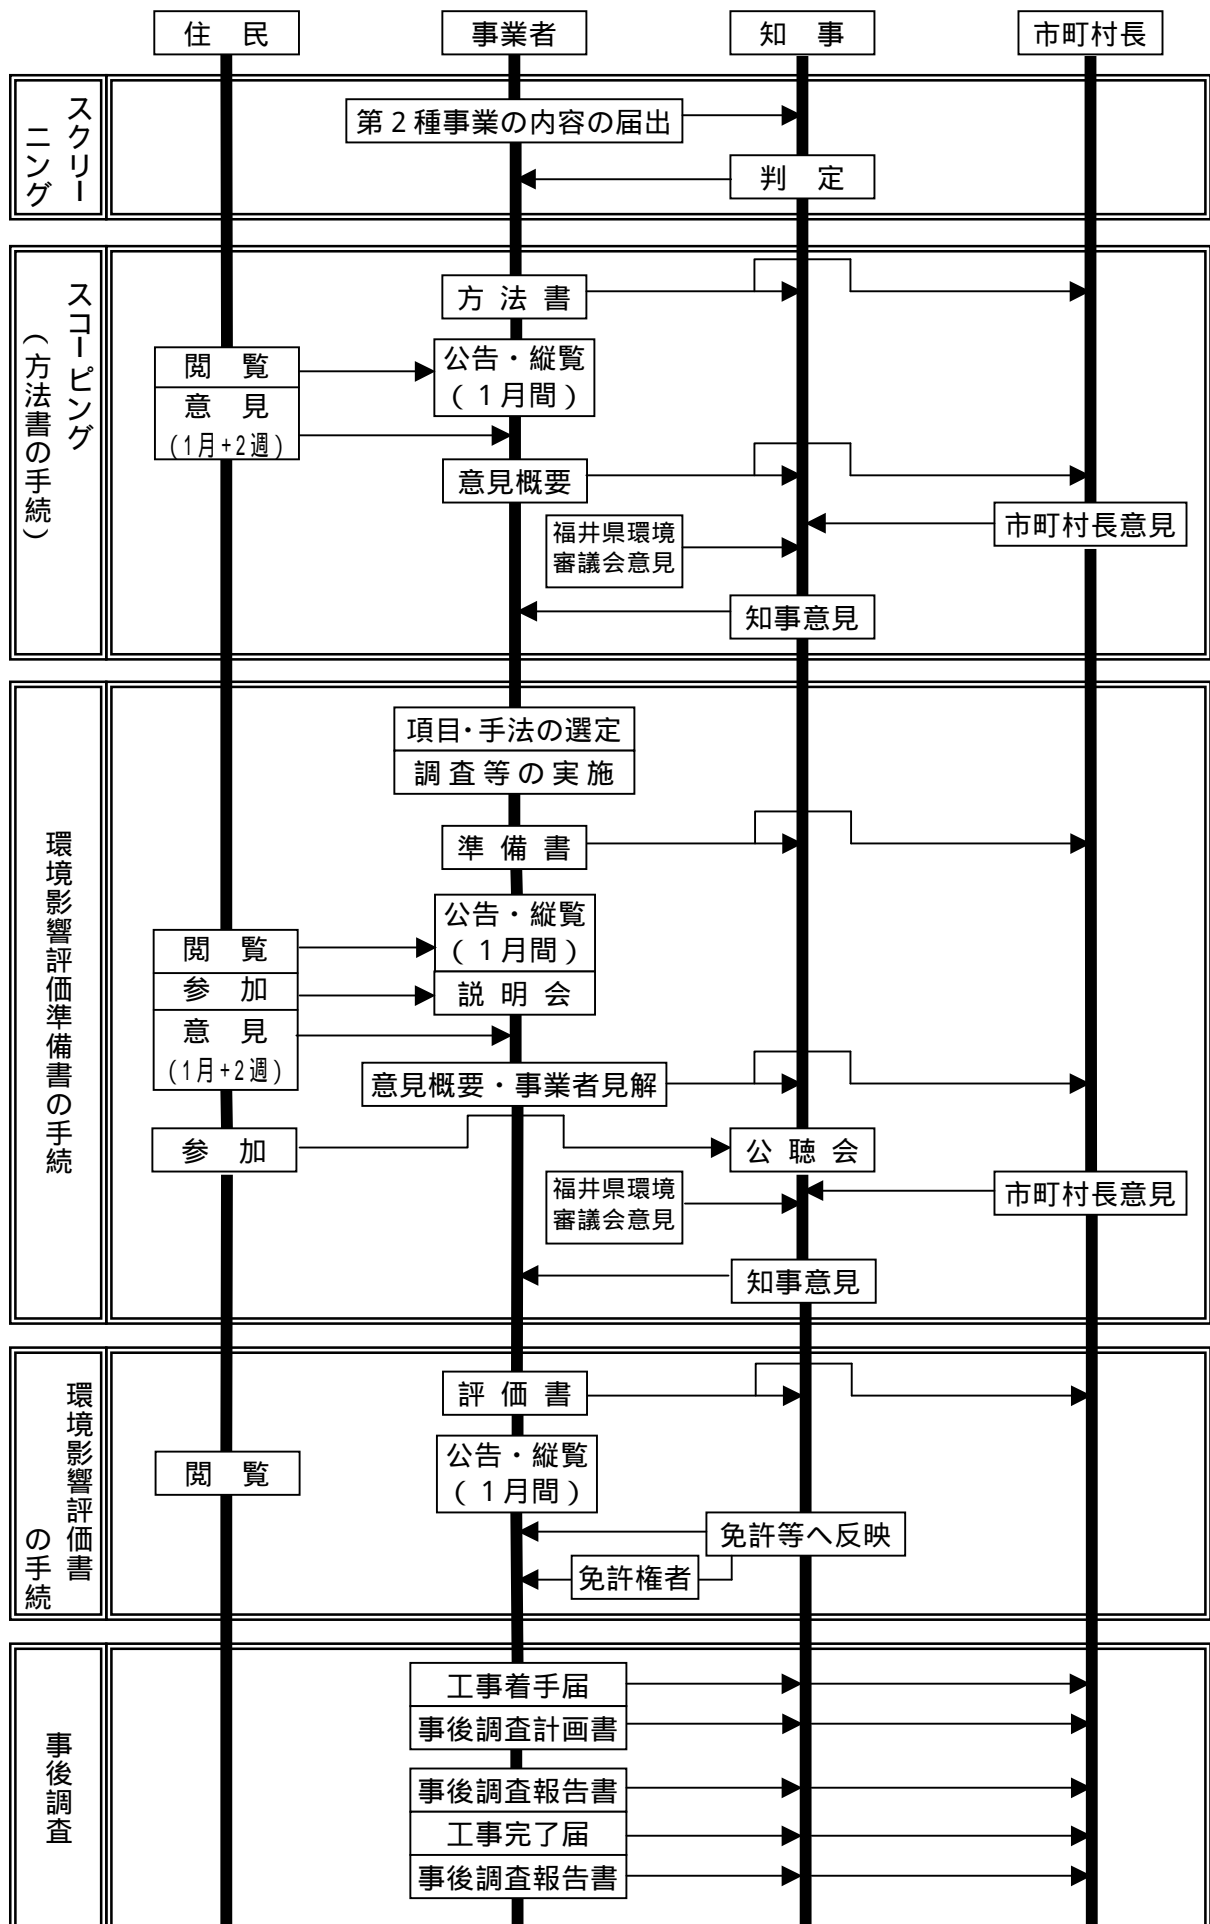 住　民
事業者
知　事
市町村長
スクリー
ニング
第２種事業の内容の届出
判　定
スコーピング
（方法書の手続）
方 法 書
閲　覧
公告・縦覧
（１月間）
意　見
(1月+2週)
意見概要
市町村長意見
福井県環境
審議会意見
知事意見
環境影響評価準備書の手続
項目・手法の選定
調査等の実施
準 備 書
公告・縦覧
（１月間）
閲　覧
参　加
説 明 会
意　見
(1月+2週)
意見概要・事業者見解
参　加
公 聴 会
福井県環境
審議会意見
市町村長意見
知事意見
環境影響評価書
の手続
評 価 書
公告・縦覧
（１月間）
閲　覧
免許等へ反映
免許権者
事後調査
工事着手届
事後調査計画書
事後調査報告書
工事完了届
事後調査報告書